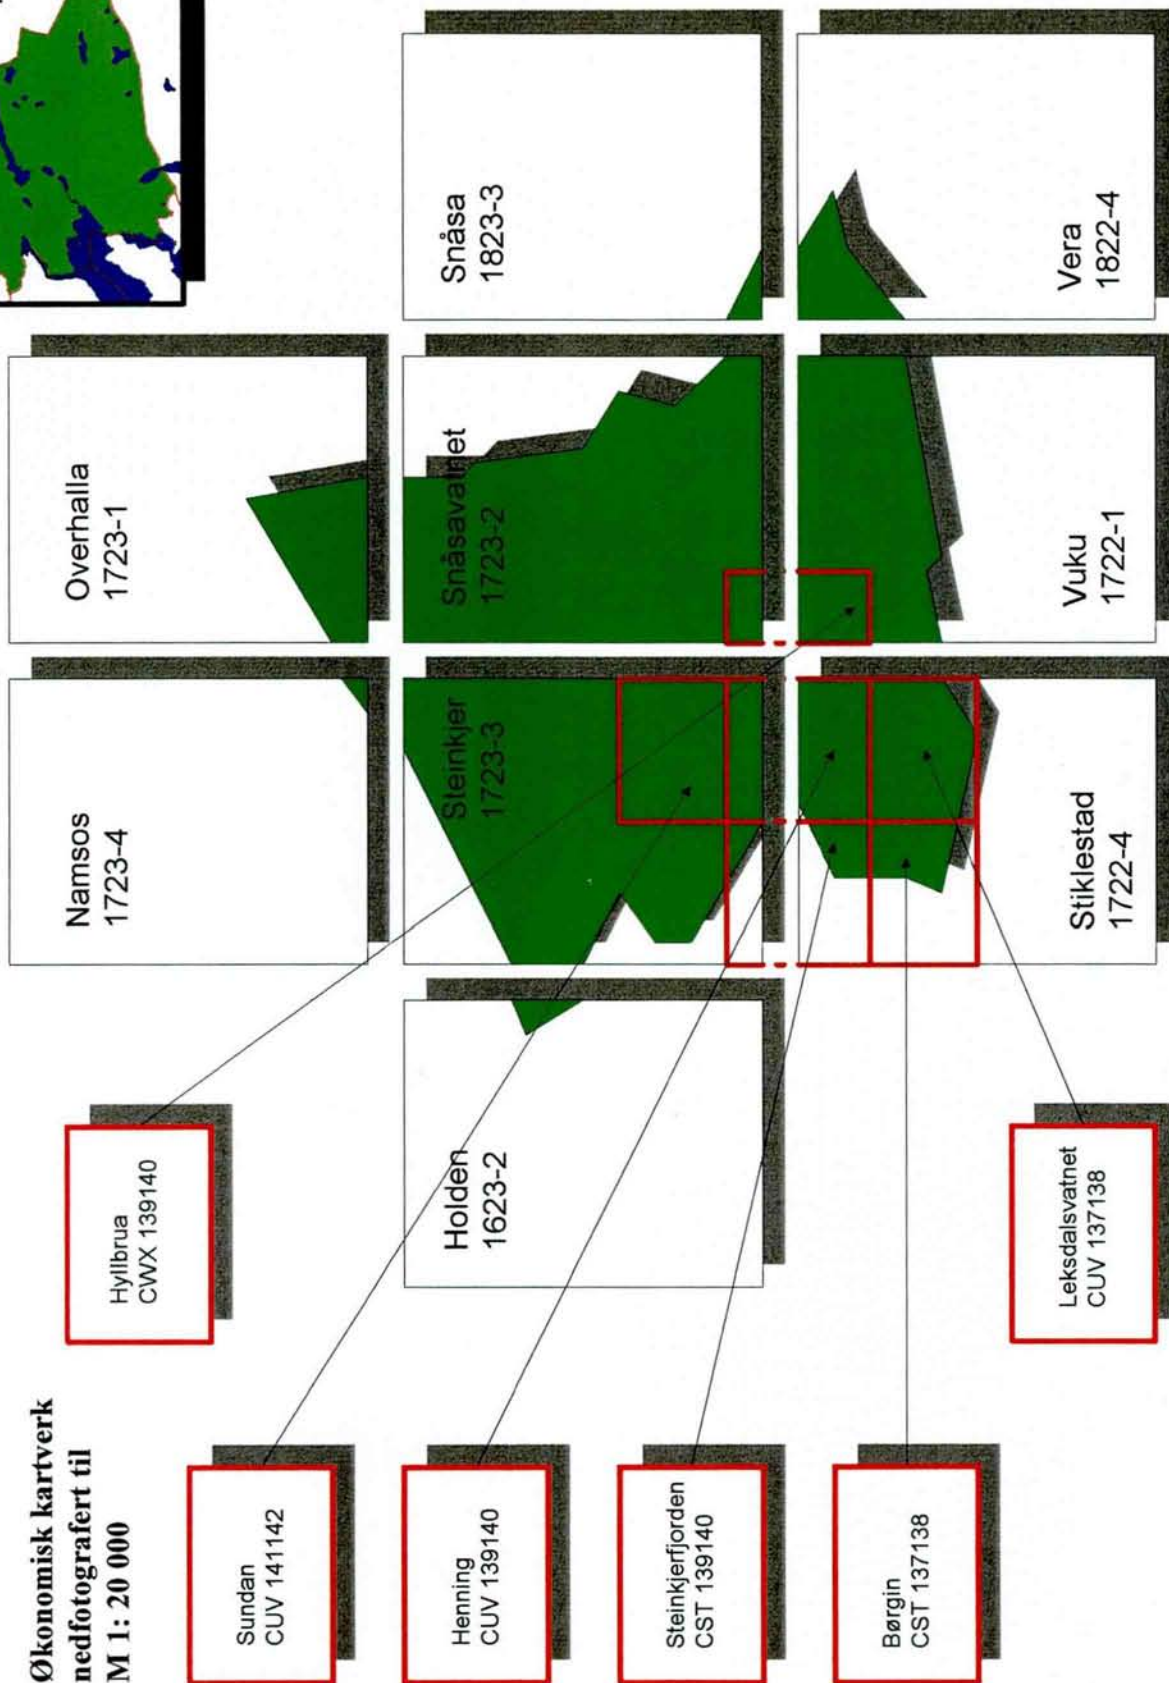 Økonomisk kartverk
nedfotografert til
M 1: 20 000
Hyllbrua
CWX 139140
Sundan
CUV 141142
Henning
CUV 139140
Steinkjerfjorden
CST 139140
Børgin
CST 137138
Leksdalsvatnet
CUV 137138
Namsos
1723-4
Overhalla
1723-1
Holden
1623-2
Steinkjer
1723-3
Snåsavatnet
1723-2
Snåsa
1823-3
Stiklestad
1722-4
Vuku
1722-1
Vera
1822-4